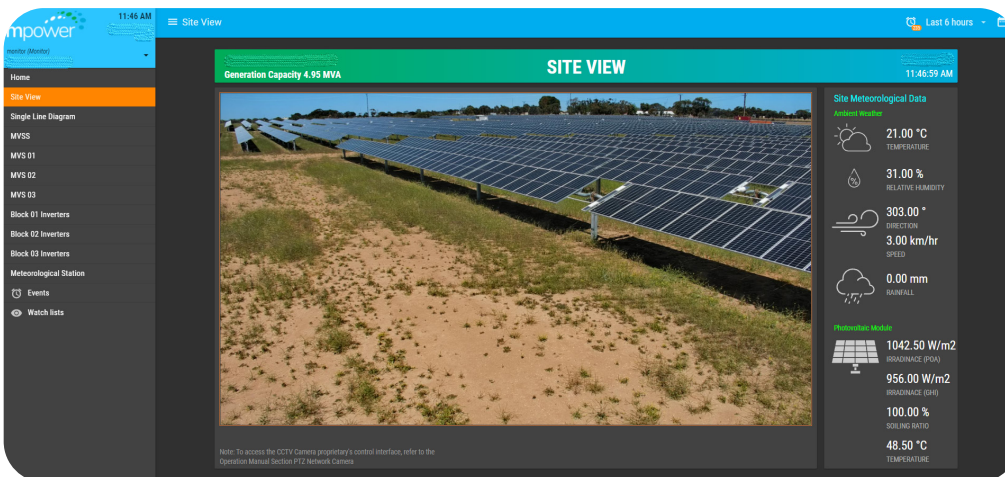 mpower
11:46 AM
(Monitor)
Home
Site View
Single Line Diagram
MVSS
MVS 01
MVS 02
MVS 03
Block 01 Inverters
Block 02 Inverters
Block 03 Inverters
Meteorological Station
Events
Watch lists
Site View
Last 6 hours
Generation Capacity 4.95 MVA
SITE VIEW
11:46:59 AM
Note: To access the CCTV Camera proprietary's control interface, refer to the
Operation Manual Section PTZ Network Camera
Site Meteorological Data
Ambient Weather
21.00 °C
TEMPERATURE
%
31.00 %
RELATIVE HUMIDITY
303.00 °
DIRECTION
3.00 km/hr
SPEED
0.00 mm
RAINFALL
Photovoltaic Module
1042.50 W/m2
IRRADINACE (POA)
956.00 W/m2
IRRADINACE (GHI)
100.00 %
SOILING RATIO
48.50 °C
TEMPERATURE